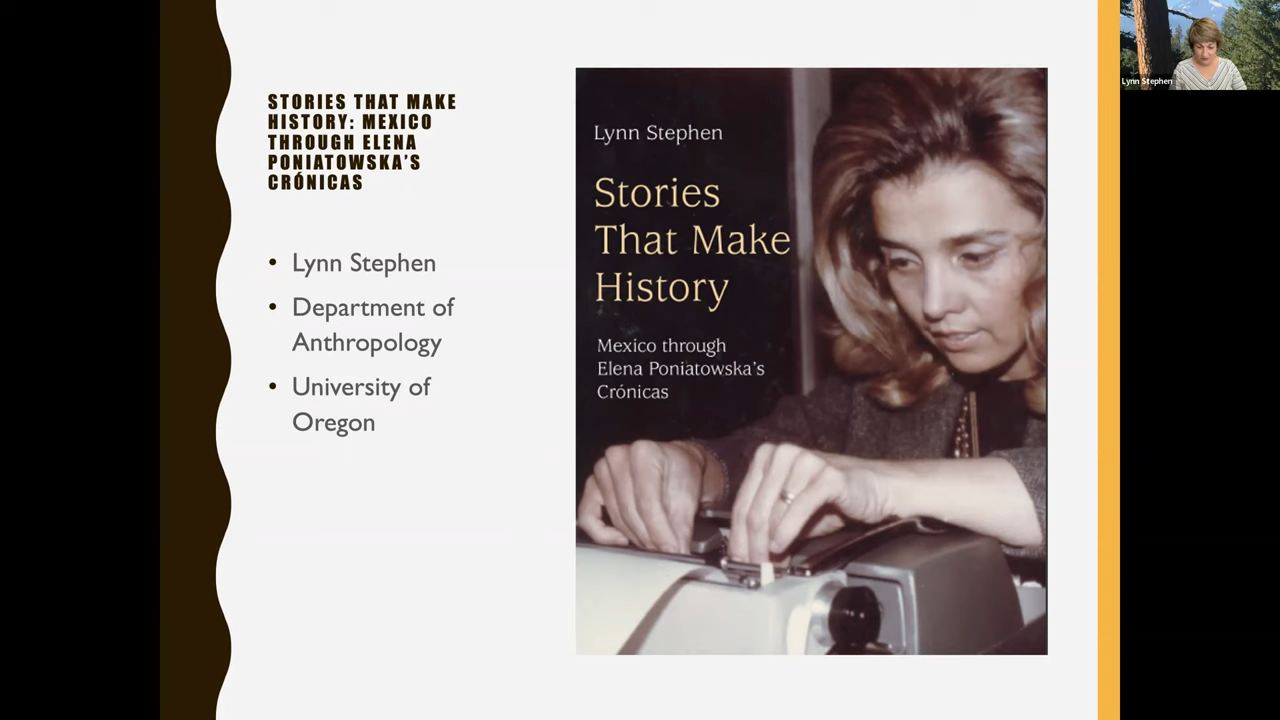 STORIES THAT MAKE
HISTORY: MEXICO
THROUGH ELENA
PONIATOWSKA'S
CRÓNICAS
• Lynn Stephen
• Department of
Anthropology
• University of
Oregon
Lynn Stephen
Stories
That Make
History
Mexico through
Elena Poniatowska's
Crónicas
Lynn Stephen